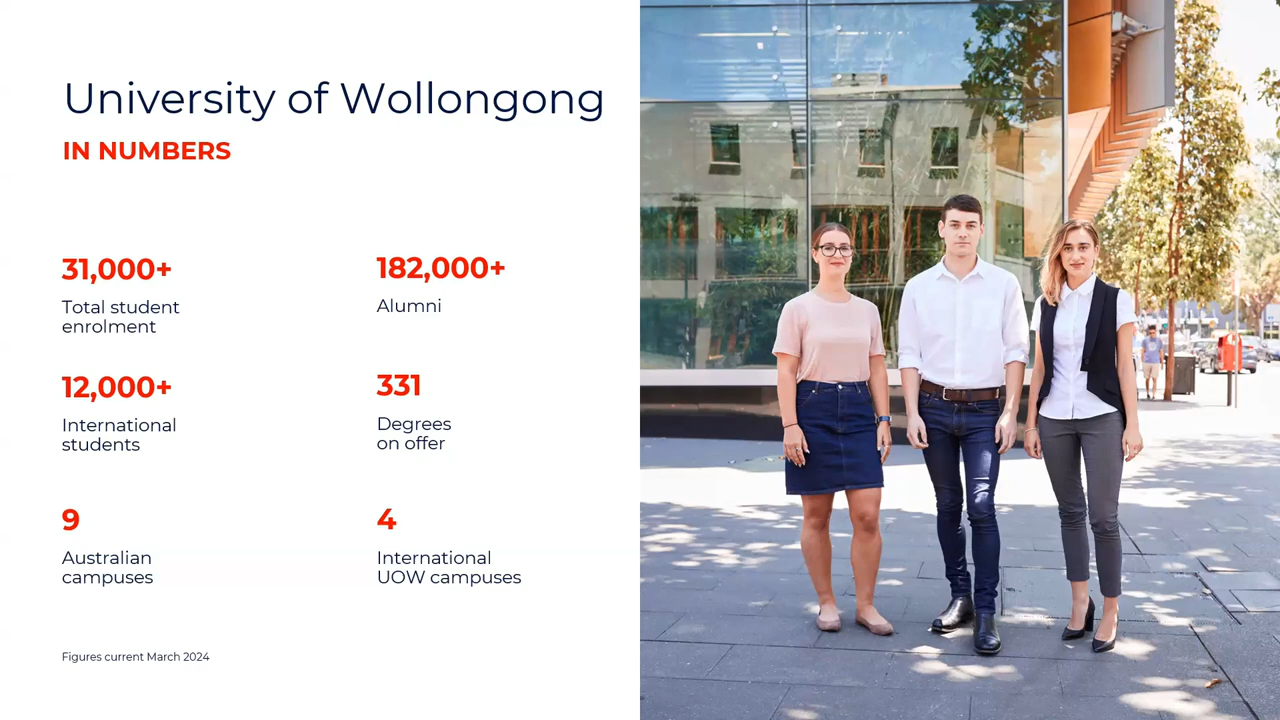 University of Wollongong
IN NUMBERS
31,000+
Total student
enrolment
182,000+
Alumni
12,000+
International
students
331
Degrees
on offer
9
Australian
campuses
4
International
UOW campuses
Figures current March 2024